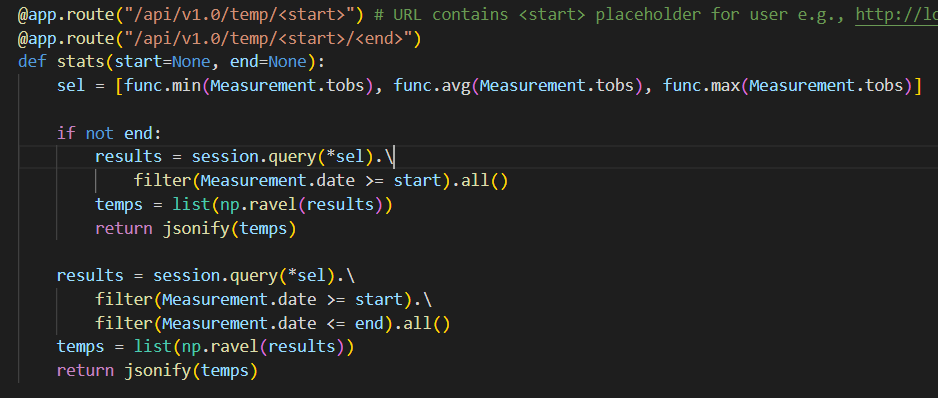 @app.route("/api/v1.0/temp/<start>") # URL contains <start> placeholder for user e.g.,
@app.route("/api/v1.0/temp/<start>/<end>")
def stats(start=None, end=None):
    sel = [func.min(Measurement.tobs), func.avg(Measurement.tobs), func.max(Measurement.tobs)]
    if not end:
        results = session.query(*sel).\
            filter(Measurement.date >= start).all()
        temps = list(np.ravel(results))
        return jsonify(temps)
    results = session.query(*sel).\
        filter(Measurement.date >= start).\
        filter(Measurement.date <= end).all()
    temps = list(np.ravel(results))
    return jsonify(temps)